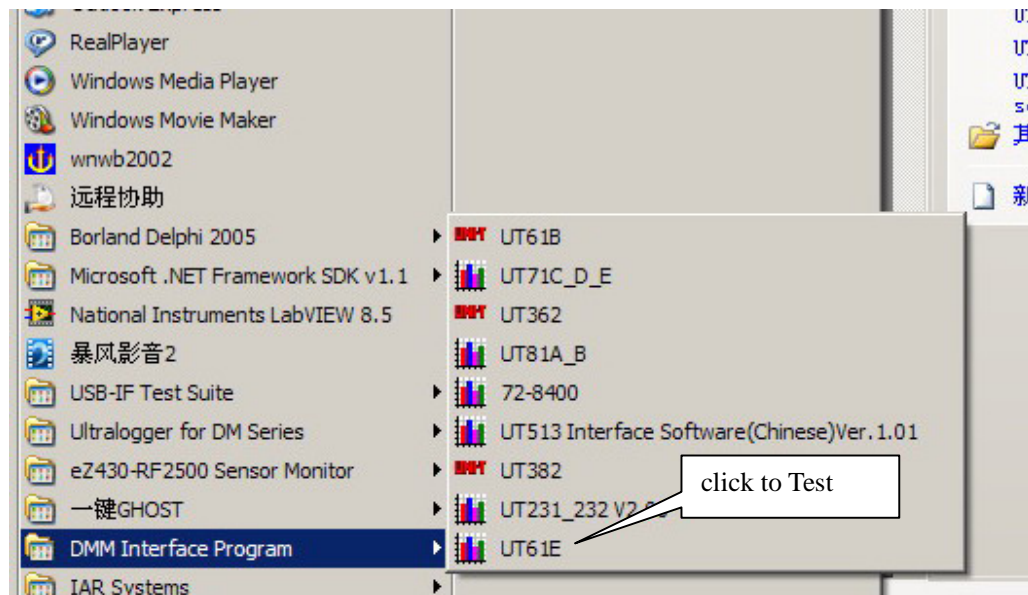 RealPlayer
Windows Media Player
Windows Movie Maker
wnwb2002
远程协助
Borland Delphi 2005
Microsoft .NET Framework SDK v1.1
National Instruments LabVIEW 8.5
暴风影音2
USB-IF Test Suite
Ultralogger for DM Series
eZ430-RF2500 Sensor Monitor
一键GHOST
DMM Interface Program
IAR Systems
UT61B
UT71C_D_E
UT362
UT81A_B
72-8400
UT513 Interface Software(Chinese)Ver.1.01
UT382
UT231_232
UT61E
click to Test
其
新